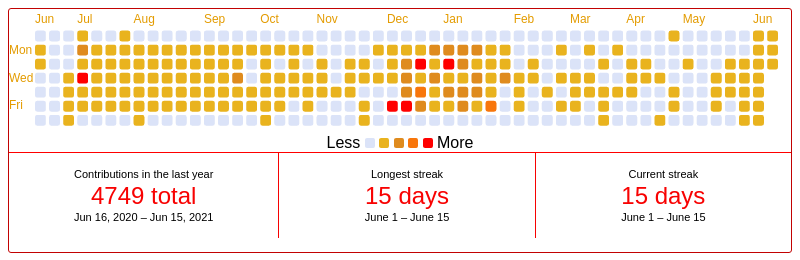 Jun Jul Aug Sep Oct Nov Dec Jan Feb Mar Apr May Jun
Mon
Wed
Fri
Less More
Contributions in the last year
4749 total
Jun 16, 2020 – Jun 15, 2021
Longest streak
15 days
June 1 – June 15
Current streak
15 days
June 1 – June 15